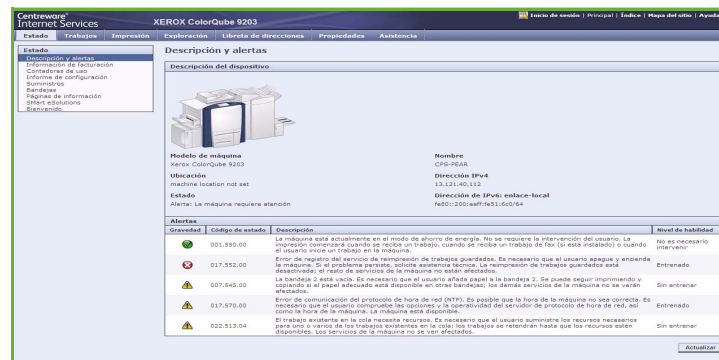 Centreware®
Internet Services
XEROX ColorQube 9203
Inicio de sesión | Principal | Índice | Mapa del sitio | Ayuda
Estado Trabajos Impresión Exploración Libreta de direcciones Propiedades Asistencia
Estado
Descripción y alertas
Información de facturación
Contadores de uso
Informe de configuración
Suministros
Bandejas
Páginas de información
SMart eSolutions
Bienvenido
Descripción y alertas
Descripción del dispositivo
Modelo de máquina
Xerox ColorQube 9203
Nombre
CPS-PEAR
Ubicación
machine location not set
Dirección IPv4
13.121.40.112
Estado
Alerta: La máquina requiere atención
Dirección de IPv6: enlace-local
fe80::200:aaff:fe51:6c0/64
Alertas
Gravedad Código de estado Descripción Nivel de habilidad
001.550.00
La máquina está actualmente en el modo de ahorro de energía. No se requiere la intervención del usuario. La
impresión comenzará cuando se reciba un trabajo, cuando se reciba un trabajo de fax (si está instalado) o cuando
el usuario inicie un trabajo en la máquina.
No es necesario
intervenir
017.552.00
Error de registro del servicio de reimpresión de trabajos guardados. Es necesario que el usuario apague y encienda
la máquina. Si el problema persiste, solicite asistencia técnica. La reimpresión de trabajos guardados está
desactivada; el resto de servicios de la máquina no están afectados.
Entrenado
007.545.00
La bandeja 2 está vacía. Es necesario que el usuario añada papel a la bandeja 2. Se puede seguir imprimiendo y
copiando si el papel adecuado está disponible en otras bandejas; los demás servicios de la máquina no se verán
afectados.
Sin entrenar
017.570.00
Error de comunicación del protocolo de hora de red (NTP). Es posible que la hora de la máquina no sea correcta. Es
necesario que el usuario compruebe las opciones y la operatividad del servidor de protocolo de hora de red, así
como la hora de la máquina. La máquina está disponible.
Entrenado
022.513.04
El trabajo existente en la cola necesita recursos. Es necesario que el usuario suministre los recursos necesarios
para uno o varios de los trabajos existentes en la cola; los trabajos se retendrán hasta que los recursos estén
disponibles. Los servicios de la máquina no se ven afectados.
Sin entrenar
Actualizar